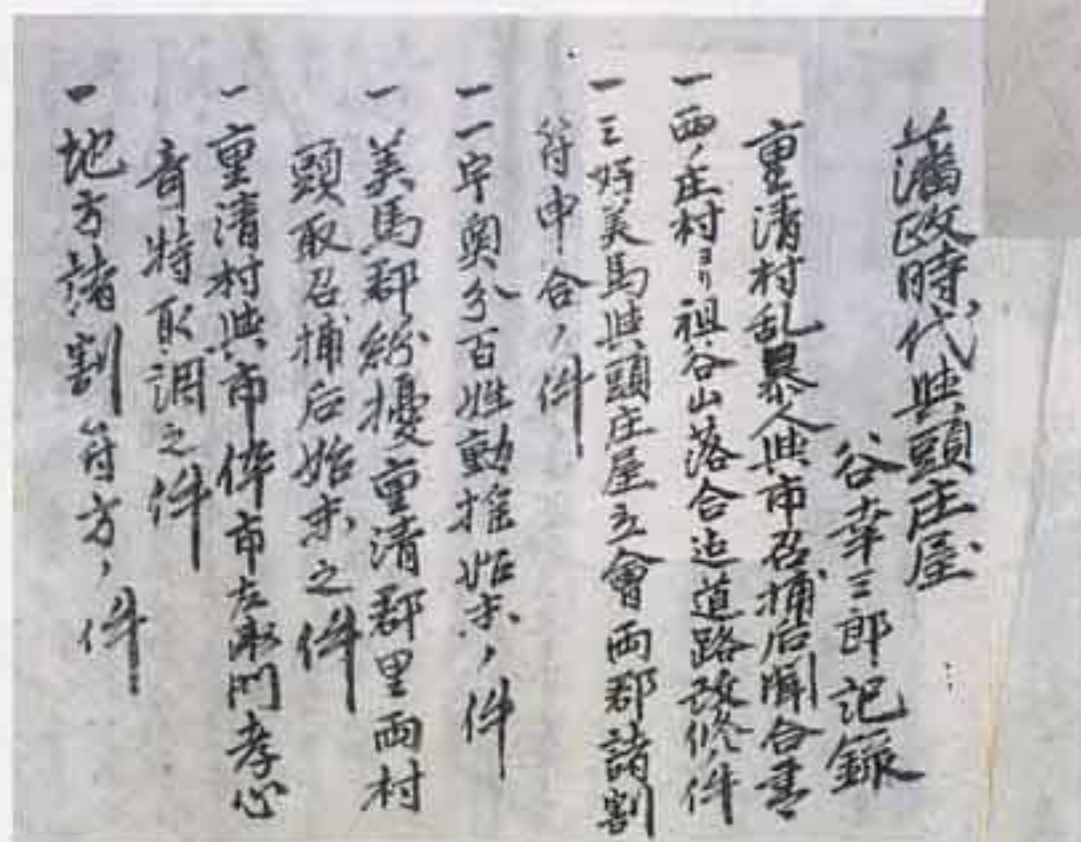 藩政時代與頭庄屋
谷幸三郎記録
重清村乱暴人與市召捕后聞合書
一西ノ庄村ヨリ祖谷山落合迄道路改修ノ件
一三好美馬與頭庄屋立會両郡諸割
符申合ノ件
一一宇奥分百姓動揺始末ノ件
一美馬郡紛擾重清郡里両村
頭取召捕后始末之件
一重清村與市倅市左衛門孝心
奇特取調之件
一地方諸割符方ノ件